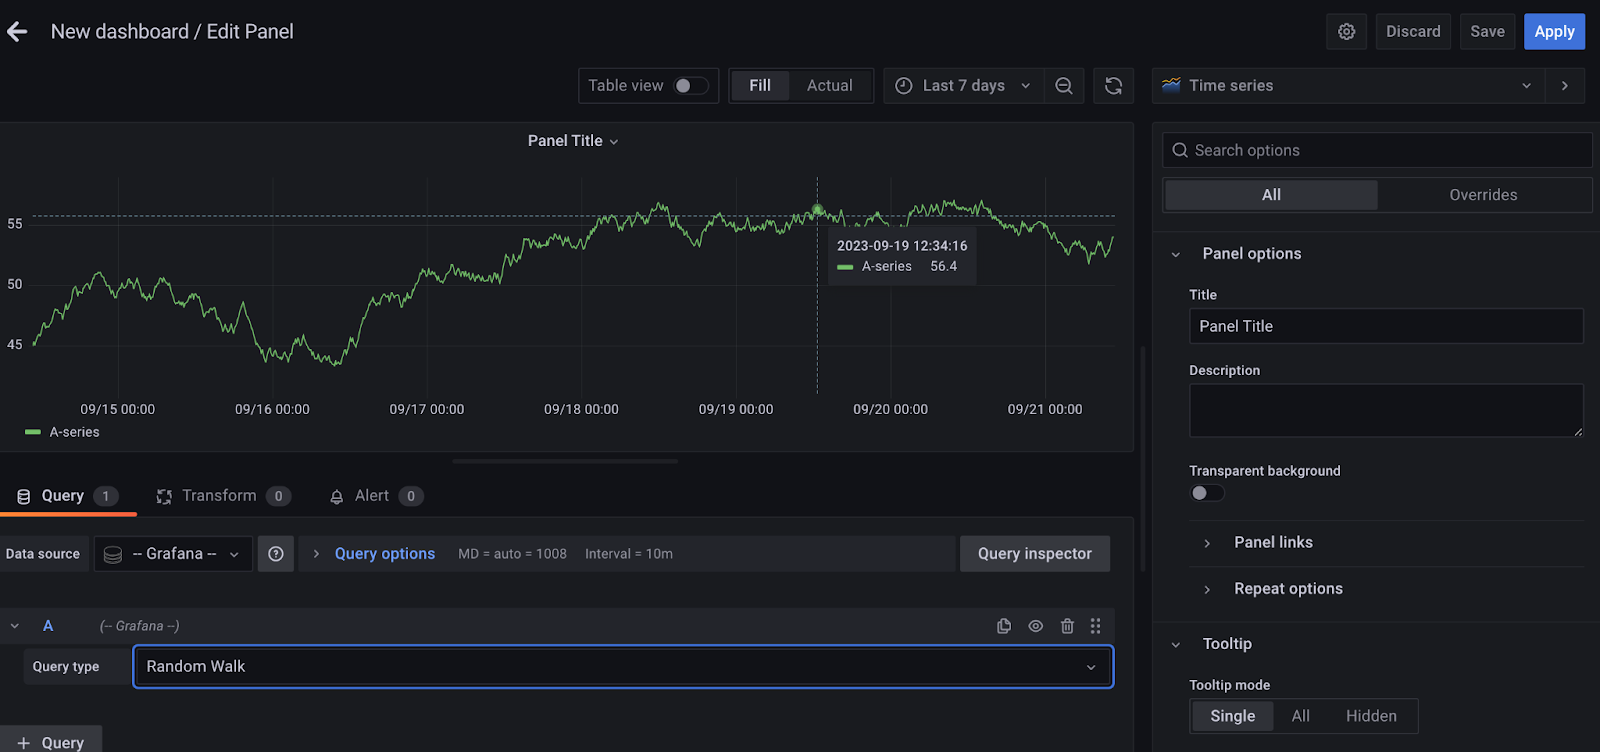 New dashboard / Edit Panel
Discard
Save
Apply
Table view
Fill
Actual
Last 7 days
Time series
Panel Title
55
50
45
2023-09-19 12:34:16
A-series 56.4
09/15 00:00
09/16 00:00
09/17 00:00
09/18 00:00
09/19 00:00
09/20 00:00
09/21 00:00
A-series
Query 1
Transform 0
Alert 0
Data source
-- Grafana --
Query options
MD = auto = 1008
Interval = 10m
Query inspector
A
(-- Grafana --)
Query type
Random Walk
+ Query
Search options
All
Overrides
Panel options
Title
Panel Title
Description
Transparent background
Panel links
Repeat options
Tooltip
Tooltip mode
Single
All
Hidden